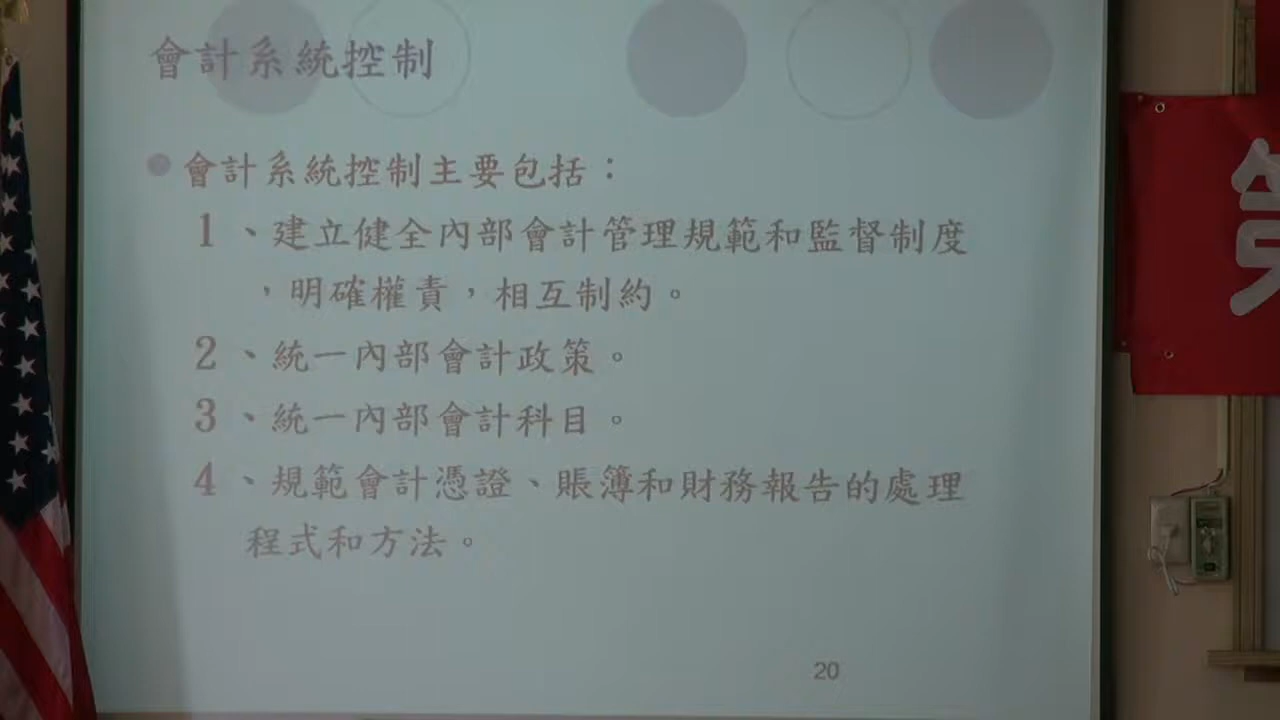 會計系統控制
會計系統控制主要包括：
1、建立健全內部會計管理規範和監督制度
，明確權責，相互制約。
2、統一內部會計政策。
3、統一內部會計科目。
4、規範會計憑證、賬簿和財務報告的處理
程式和方法。
20